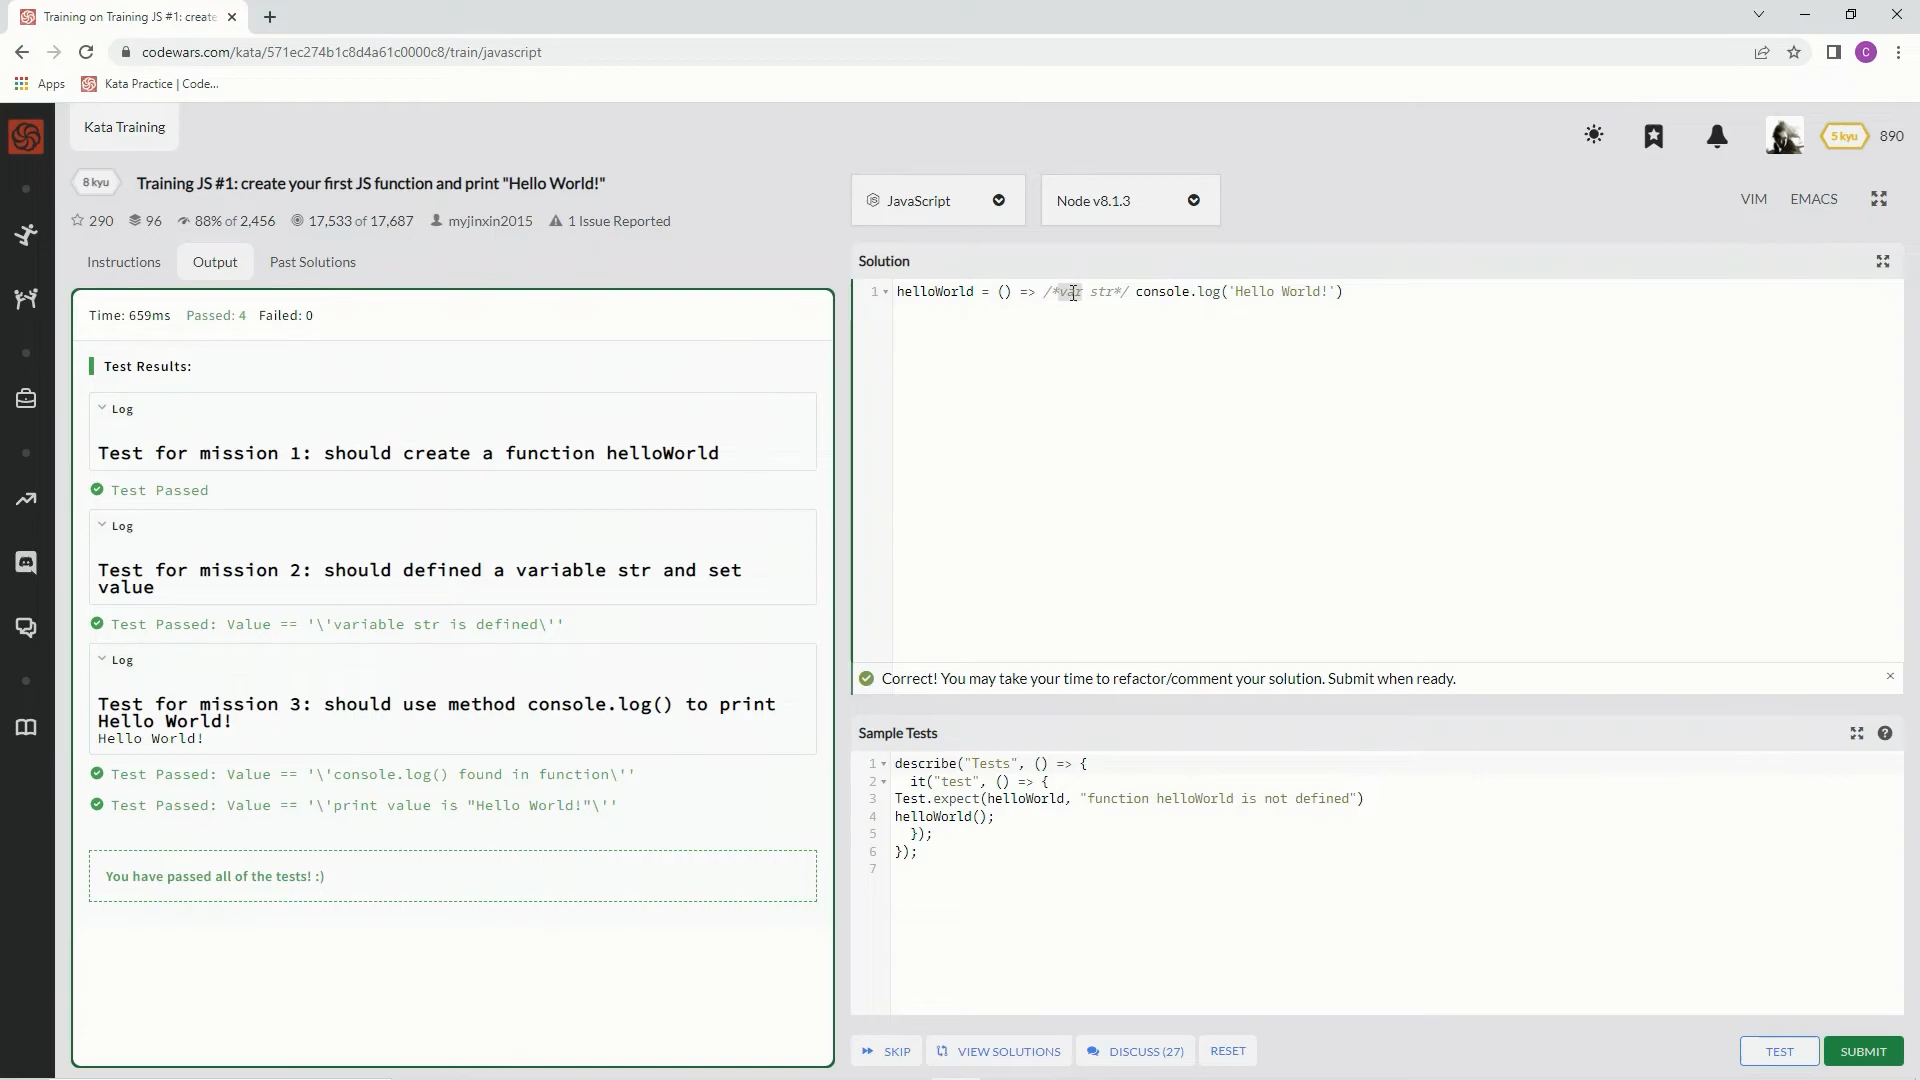 Training on Training JS #1: create
codewars.com/kata/571ec274b1c8d4a61c0000c8/train/javascript
C
Apps
Kata Practice | Code...
Kata Training
5 kyu
890
8 kyu
Training JS #1: create your first JS function and print "Hello World!"
290
96
88% of 2,456
17,533 of 17,687
myjinxin2015
1 Issue Reported
JavaScript
Node v8.1.3
VIM
EMACS
Instructions
Output
Past Solutions
Time: 659ms
Passed: 4
Failed: 0
Test Results:
Log
Test for mission 1: should create a function helloWorld
Test Passed
Log
Test for mission 2: should defined a variable str and set
value
Test Passed: Value == '\'variable str is defined\''
Log
Test for mission 3: should use method console.log() to print
Hello World!
Hello World!
Test Passed: Value == '\'console.log() found in function\''
Test Passed: Value == '\'print value is "Hello World!"\''
You have passed all of the tests! :)
Solution
1
helloWorld = () => /*var str*/ console.log('Hello World!')
Correct! You may take your time to refactor/comment your solution. Submit when ready.
Sample Tests
1 describe("Tests", () => {
2 it("test", () => {
3 Test.expect(helloWorld, "function helloWorld is not defined")
4 helloWorld();
5 });
6 });
7
SKIP
VIEW SOLUTIONS
DISCUSS (27)
RESET
TEST
SUBMIT